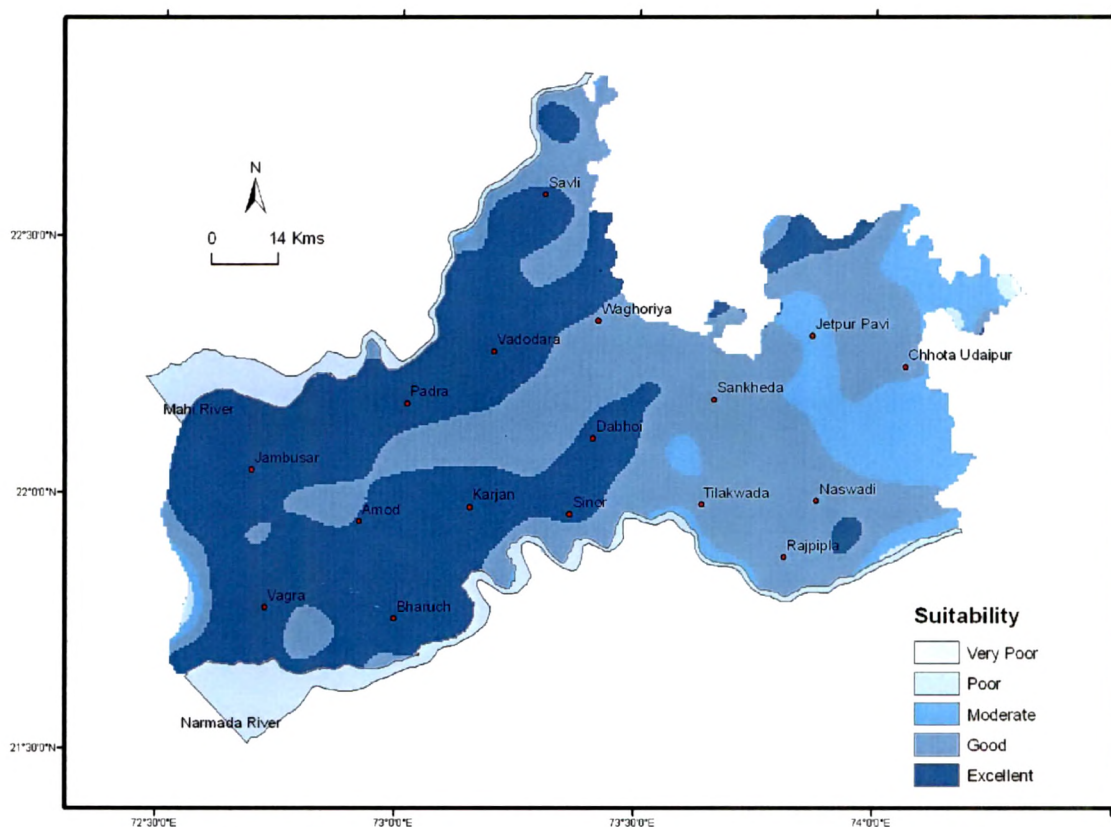 N
0 14 Kms
22°30'0"N
22°0'0"N
21°30'0"N
Savli
Waghoriya
Vadodara
Jetpur Pavi
Chhota Udaipur
Padra
Sankheda
Mahi River
Dabhoi
Jambusar
Karjan
Sinor
Tilakwada
Naswadi
Amod
Rajpipla
Vagra
Bharuch
Narmada River
Suitability
Very Poor
Poor
Moderate
Good
Excellent
72°30'0"E
73°0'0"E
73°30'0"E
74°0'0"E